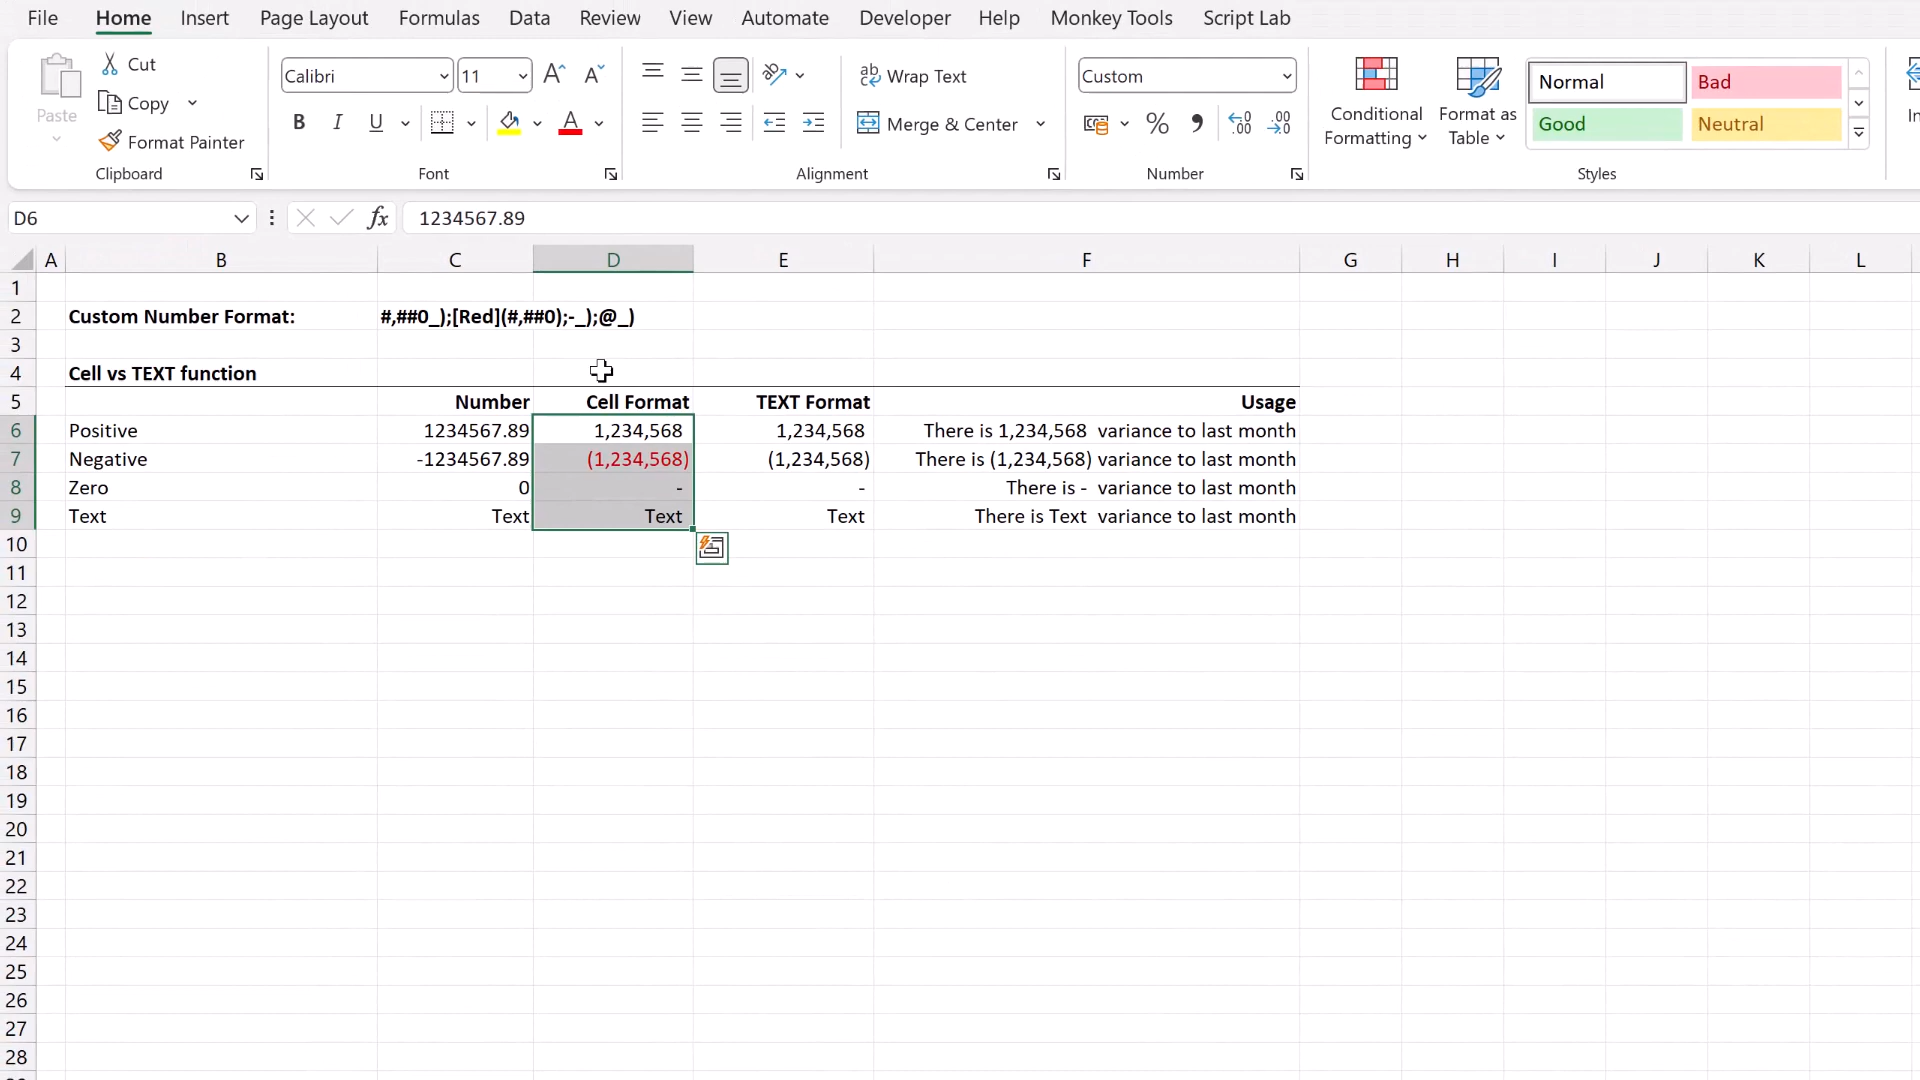 File Home Insert Page Layout Formulas Data Review View Automate Developer Help Monkey Tools Script Lab
Paste
Cut
Copy
Format Painter
Clipboard
Calibri 11
B I U
Font
Wrap Text
Merge & Center
Alignment
Custom
Number
Conditional Formatting
Format as Table
Normal Bad
Good Neutral
Styles
D6 fx 1234567.89
A B C D E F G H I J K L
1
2 Custom Number Format: #,##0_);[Red](#,##0);-_);@_)
3
4 Cell vs TEXT function
5 Number Cell Format TEXT Format Usage
6 Positive 1234567.89 1,234,568 1,234,568 There is 1,234,568 variance to last month
7 Negative -1234567.89 (1,234,568) (1,234,568) There is (1,234,568) variance to last month
8 Zero 0 - - There is - variance to last month
9 Text Text Text Text There is Text variance to last month
10
11
12
13
14
15
16
17
18
19
20
21
22
23
24
25
26
27
28